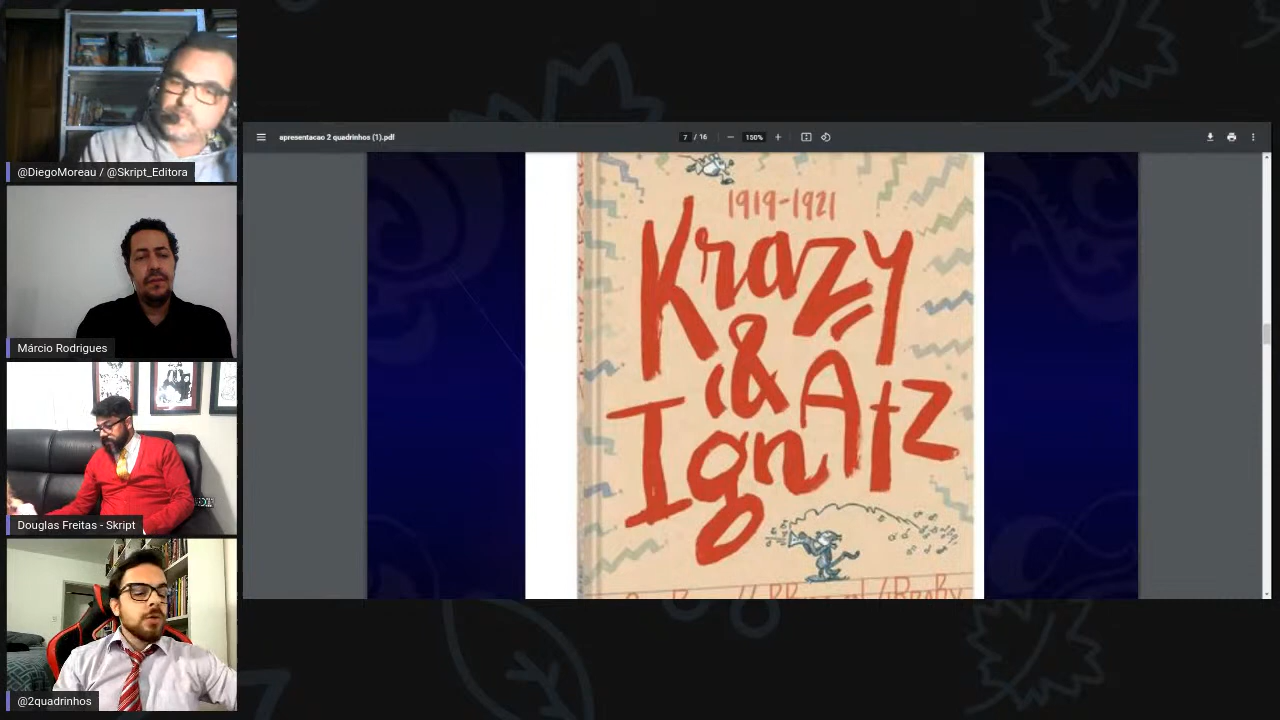 @DiegoMoreau / @Skript_Editora
Márcio Rodrigues
Douglas Freitas - Skript
@2quadrinhos
apresentacao 2 quadrinhos (1).pdf
7 / 16
150%
1919-1921
Krazy
& Ignatz